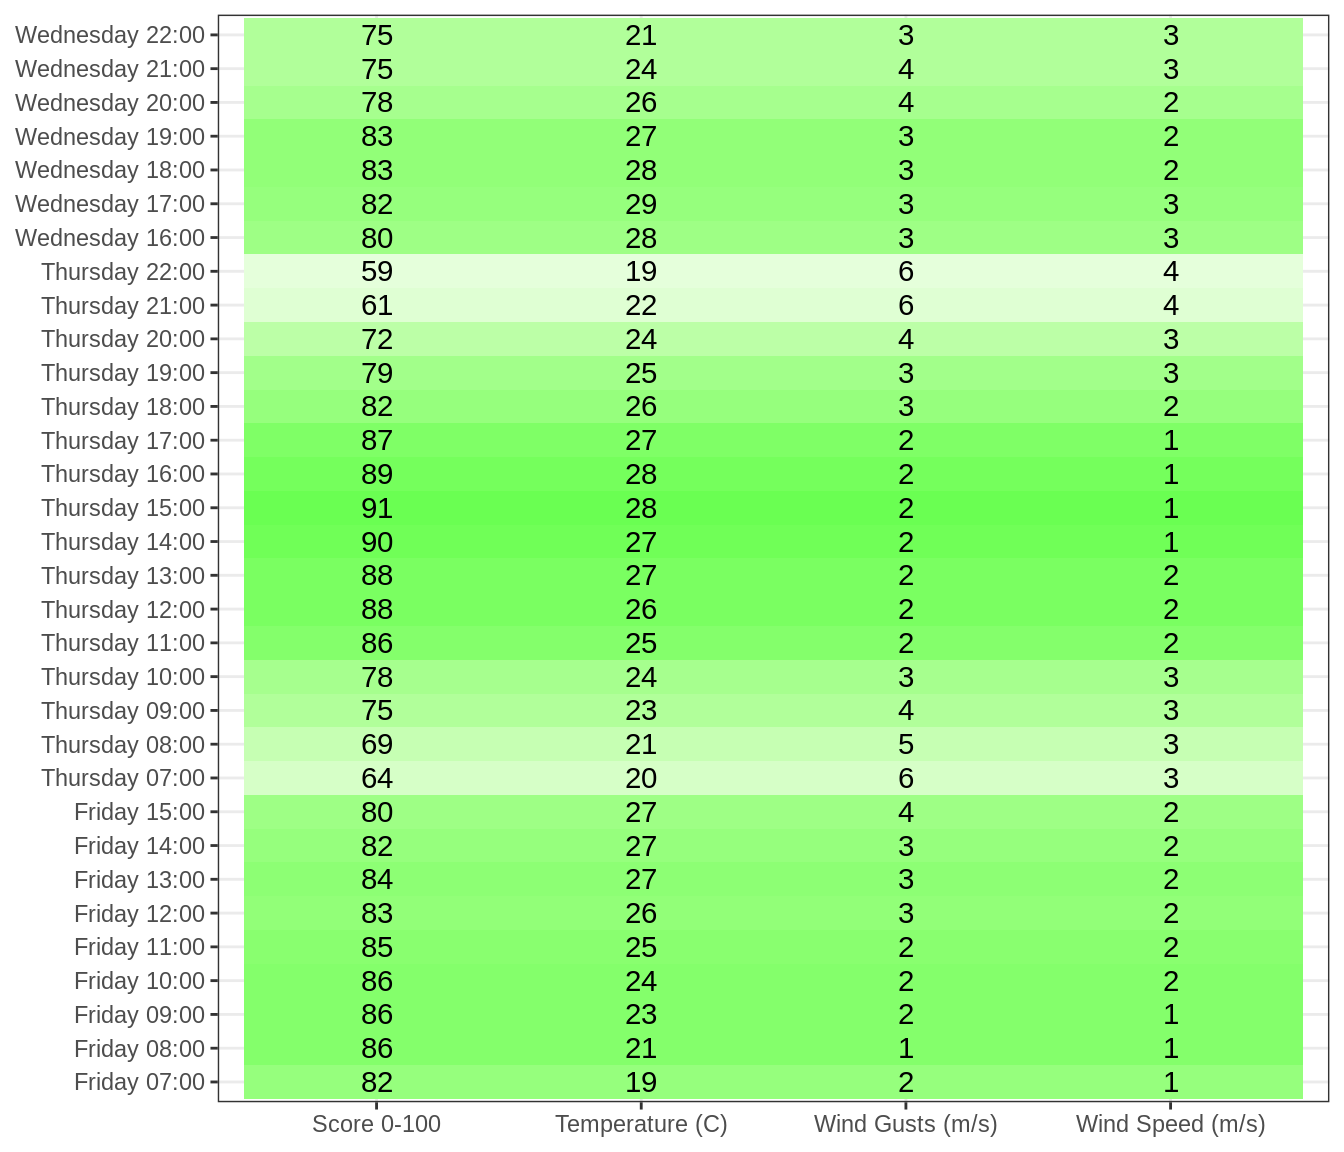 Wednesday 22:00 75 21 3 3
Wednesday 21:00 75 24 4 3
Wednesday 20:00 78 26 4 2
Wednesday 19:00 83 27 3 2
Wednesday 18:00 83 28 3 2
Wednesday 17:00 82 29 3 3
Wednesday 16:00 80 28 3 3
Thursday 22:00 59 19 6 4
Thursday 21:00 61 22 6 4
Thursday 20:00 72 24 4 3
Thursday 19:00 79 25 3 3
Thursday 18:00 82 26 3 2
Thursday 17:00 87 27 2 1
Thursday 16:00 89 28 2 1
Thursday 15:00 91 28 2 1
Thursday 14:00 90 27 2 1
Thursday 13:00 88 27 2 2
Thursday 12:00 88 26 2 2
Thursday 11:00 86 25 2 2
Thursday 10:00 78 24 3 3
Thursday 09:00 75 23 4 3
Thursday 08:00 69 21 5 3
Thursday 07:00 64 20 6 3
Friday 15:00 80 27 4 2
Friday 14:00 82 27 3 2
Friday 13:00 84 27 3 2
Friday 12:00 83 26 3 2
Friday 11:00 85 25 2 2
Friday 10:00 86 24 2 2
Friday 09:00 86 23 2 1
Friday 08:00 86 21 1 1
Friday 07:00 82 19 2 1
Score 0-100 Temperature (C) Wind Gusts (m/s) Wind Speed (m/s)